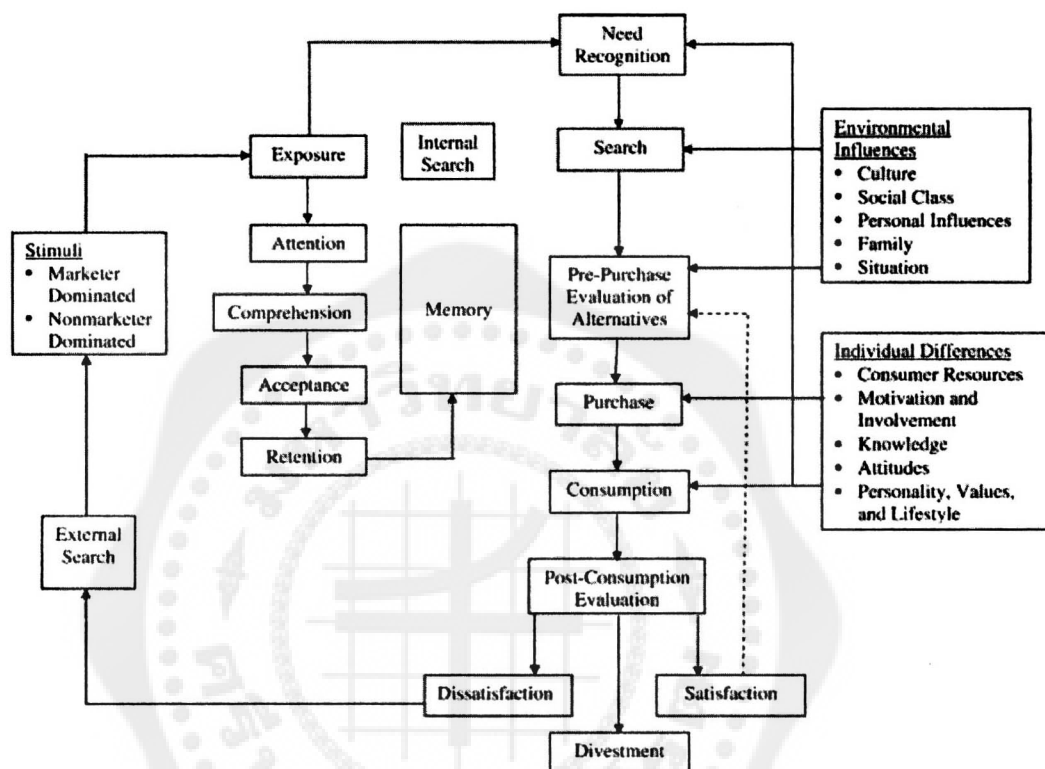 Need
Recognition
Internal
Search
Exposure
Search
Environmental
Influences
• Culture
• Social Class
• Personal Influences
• Family
• Situation
Stimuli
• Marketer
Dominated
• Nonmarketer
Dominated
Attention
Comprehension
Acceptance
Retention
Memory
Pre-Purchase
Evaluation of
Alternatives
Purchase
Consumption
Individual Differences
• Consumer Resources
• Motivation and
Involvement
• Knowledge
• Attitudes
• Personality, Values,
and Lifestyle
External
Search
Post-Consumption
Evaluation
Dissatisfaction
Satisfaction
Divestment